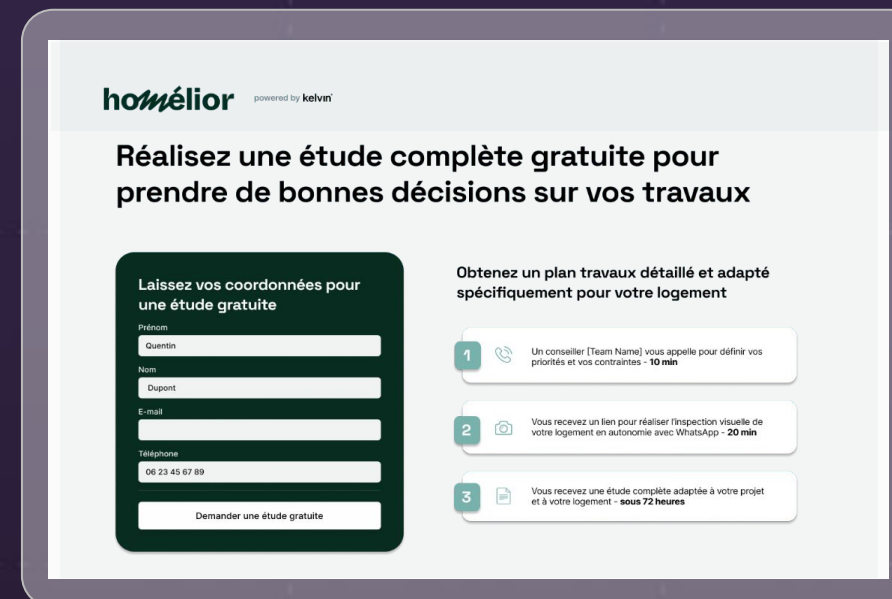 homélior powered by kelvin
Réalisez une étude complète gratuite pour
prendre de bonnes décisions sur vos travaux
Laissez vos coordonnées pour
une étude gratuite
Prénom
Quentin
Nom
Dupont
E-mail
Téléphone
06 23 45 67 89
Demander une étude gratuite
Obtenez un plan travaux détaillé et adapté
spécifiquement pour votre logement
1
Un conseiller [Team Name] vous appelle pour définir vos
priorités et vos contraintes - 10 min
2
Vous recevez un lien pour réaliser l'inspection visuelle de
votre logement en autonomie avec WhatsApp - 20 min
3
Vous recevez une étude complète adaptée à votre projet
et à votre logement - sous 72 heures